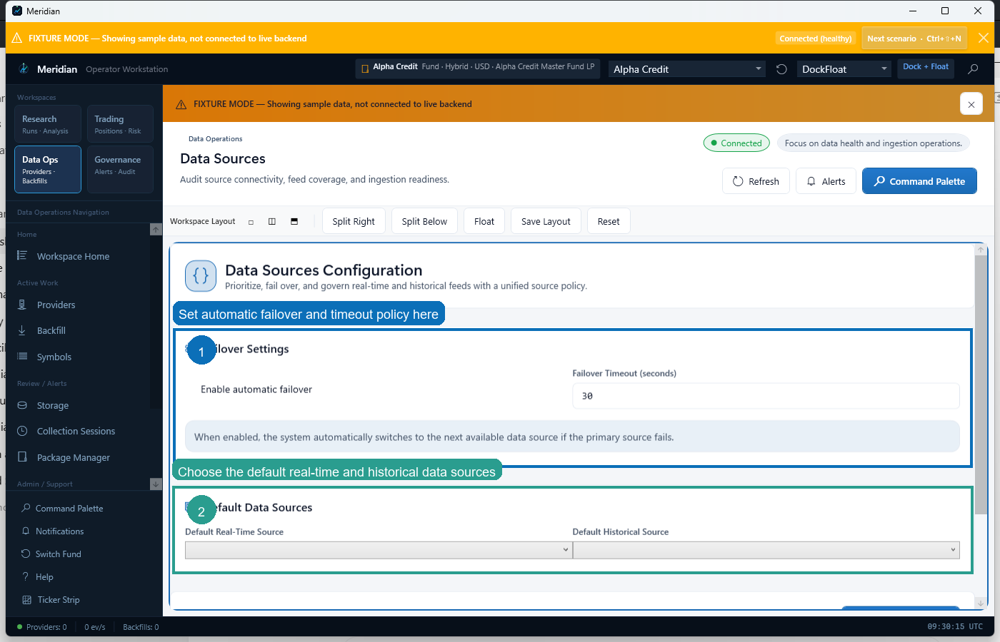 Meridian
FIXTURE MODE — Showing sample data, not connected to live backend
Connected (healthy)
Next scenario · Ctrl+⇧+N
Meridian Operator Workstation
Alpha Credit Fund · Hybrid · USD · Alpha Credit Master Fund LP
Alpha Credit
DockFloat
Dock + Float
Workspaces
Research
Runs · Analysis
Trading
Positions · Risk
Data Ops
Providers ·
Backfills
Governance
Alerts · Audit
Data Operations Navigation
Home
Workspace Home
Active Work
Providers
Backfill
Symbols
Review / Alerts
Storage
Collection Sessions
Package Manager
Admin / Support
Command Palette
Notifications
Switch Fund
Help
Ticker Strip
FIXTURE MODE — Showing sample data, not connected to live backend
Data Operations
Data Sources
Audit source connectivity, feed coverage, and ingestion readiness.
Connected
Focus on data health and ingestion operations.
Refresh
Alerts
Command Palette
Workspace Layout
Split Right
Split Below
Float
Save Layout
Reset
{ } Data Sources Configuration
Prioritize, fail over, and govern real-time and historical feeds with a unified source policy.
Set automatic failover and timeout policy here
1
ilover Settings
Enable automatic failover
Failover Timeout (seconds)
30
When enabled, the system automatically switches to the next available data source if the primary source fails.
Choose the default real-time and historical data sources
2
efault Data Sources
Default Real-Time Source
Default Historical Source
Providers: 0
0 ev/s
Backfills: 0
09:30:15 UTC